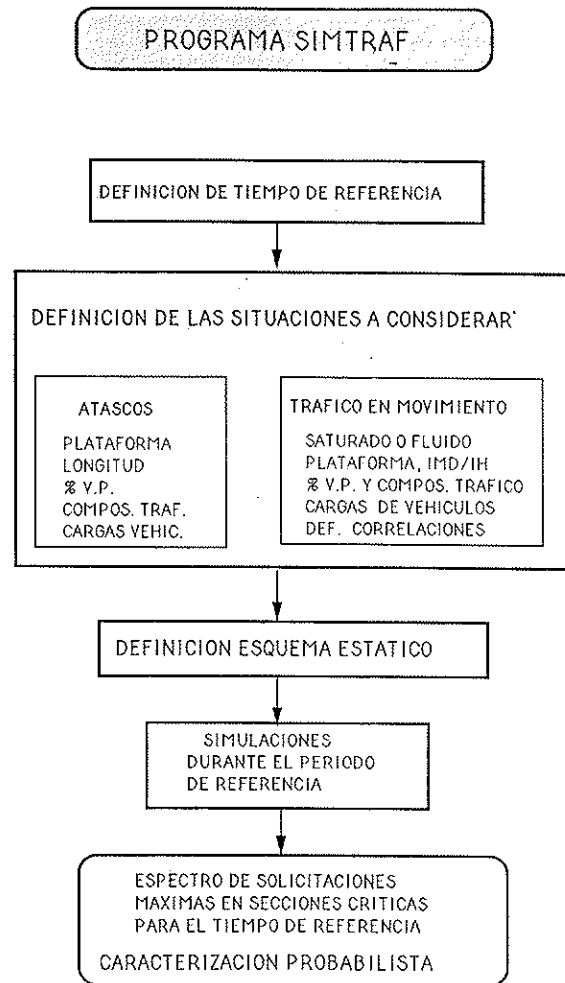 PROGRAMA SIMTRAF
DEFINICION DE TIEMPO DE REFERENCIA
DEFINICION DE LAS SITUACIONES A CONSIDERAR
ATASCOS
PLATAFORMA
LONGITUD
% V.P.
COMPOS. TRAF.
CARGAS VEHIC.
TRAFICO EN MOVIMIENTO
SATURADO O FLUIDO
PLATAFORMA, IMD/IH
% V.P. Y COMPOS. TRAFICO
CARGAS DE VEHICULOS
DEF. CORRELACIONES
DEFINICION ESQUEMA ESTATICO
SIMULACIONES
DURANTE EL PERIODO
DE REFERENCIA
ESPECTRO DE SOLICITACIONES
MAXIMAS EN SECCIONES CRITICAS
PARA EL TIEMPO DE REFERENCIA
CARACTERIZACION PROBABILISTA